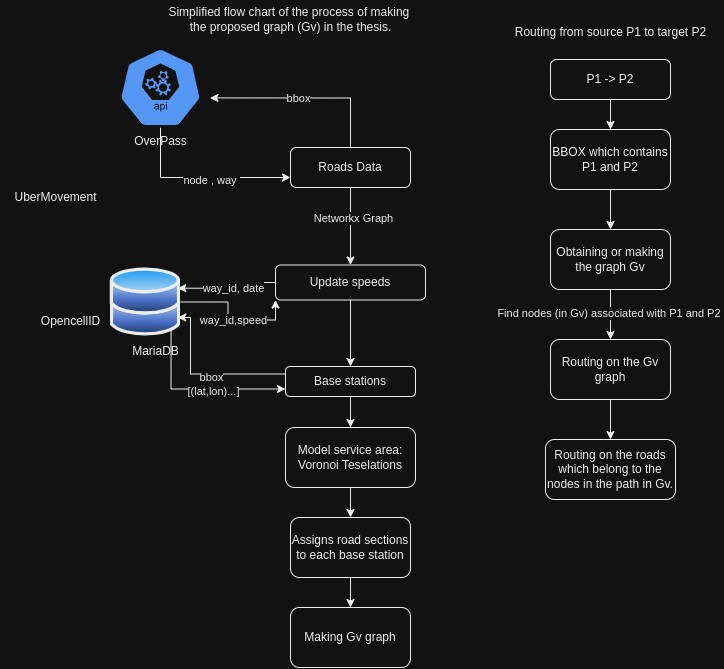 Simplified flow chart of the process of making
the proposed graph (Gv) in the thesis.
api
OverPass
bbox
Roads Data
node , way
UberMovement
Networkx Graph
Update speeds
way_id, date
way_id,speed
OpencellID
MariaDB
bbox
[(lat,lon)...]
Base stations
Model service area:
Voronoi Teselations
Assigns road sections
to each base station
Making Gv graph
Routing from source P1 to target P2
P1 -> P2
BBOX which contains
P1 and P2
Obtaining or making
the graph Gv
Find nodes (in Gv) associated with P1 and P2
Routing on the Gv
graph
Routing on the roads
which belong to the
nodes in the path in Gv.